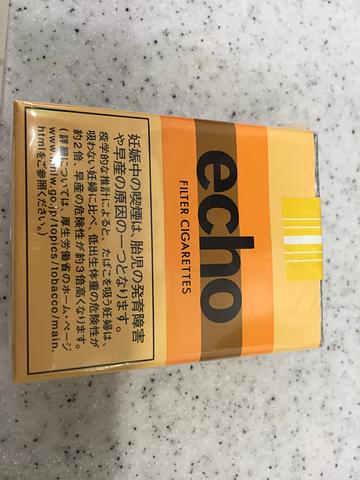 echo
FILTER CIGARETTES
妊娠中の喫煙は、胎児の発育障害
や早産の原因の一つとなります。
疫学的な推計によると、たばこを吸う妊婦は、
吸わない妊婦に比べ、低出生体重の危険性が
約2倍、早産の危険性が約3倍高くなります。
(詳細については、厚生労働省のホーム・ページ
www.mhlw.go.jp/topics/tobacco/main.
htmlをご参照ください。)